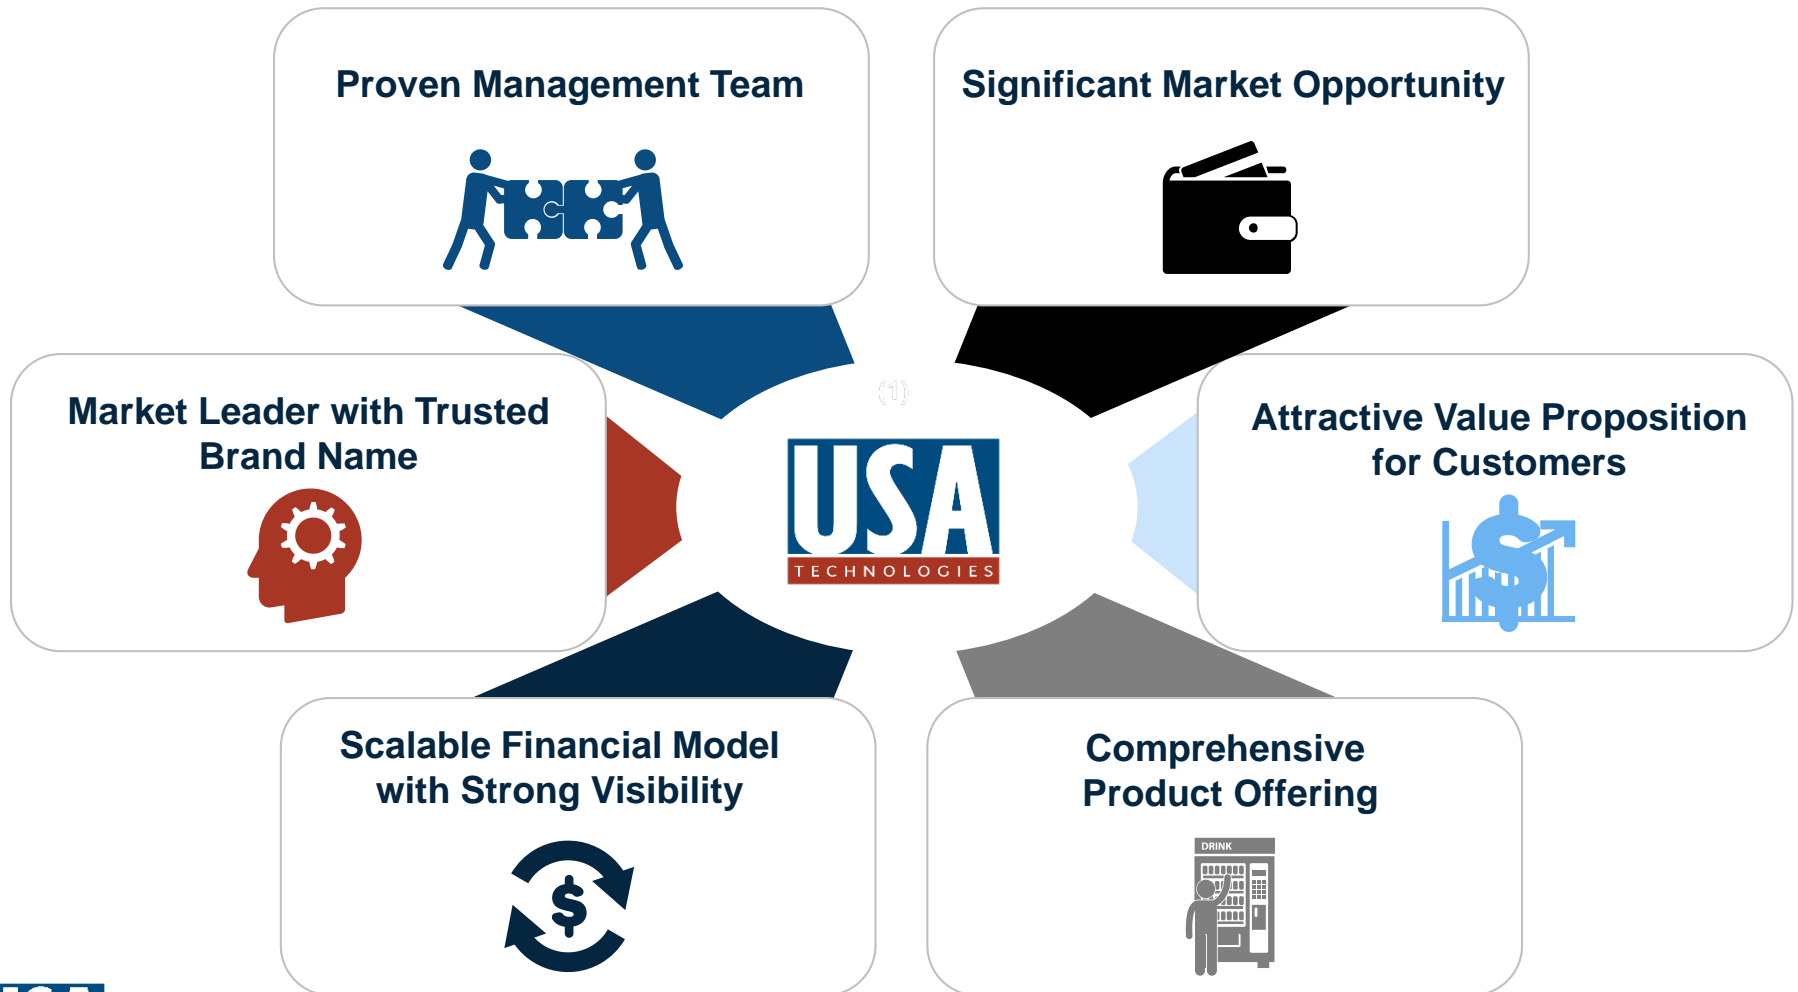 Proven Management Team
Significant Market Opportunity
(1)
Market Leader with Trusted
Brand Name
Attractive Value Proposition
for Customers
USA
TECHNOLOGIES
Scalable Financial Model
with Strong Visibility
Comprehensive
Product Offering
DRINK
USA